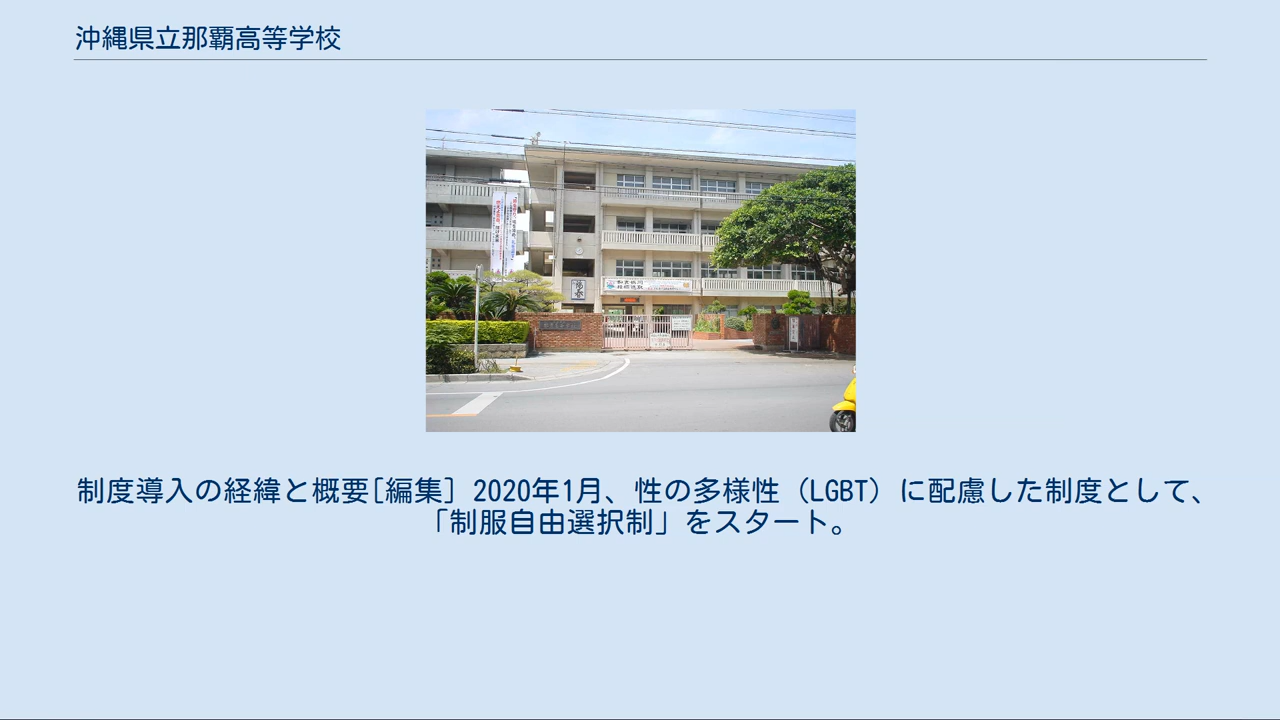 沖縄県立那覇高等学校
制度導入の経緯と概要[編集] 2020年1月、性の多様性（LGBT）に配慮した制度として、
「制服自由選択制」をスタート。